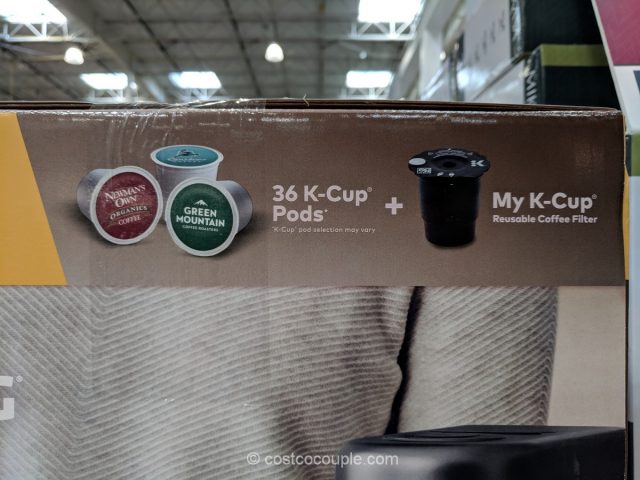 NEWMAN'S
OWN
ORGANICS
COFFEE
GREEN
MOUNTAIN
COFFEE ROASTERS
36 K-Cup®
Pods*
*K-Cup® pod selection may vary
+
K
My K-Cup®
Reusable Coffee Filter
G®
© costcocouple.com